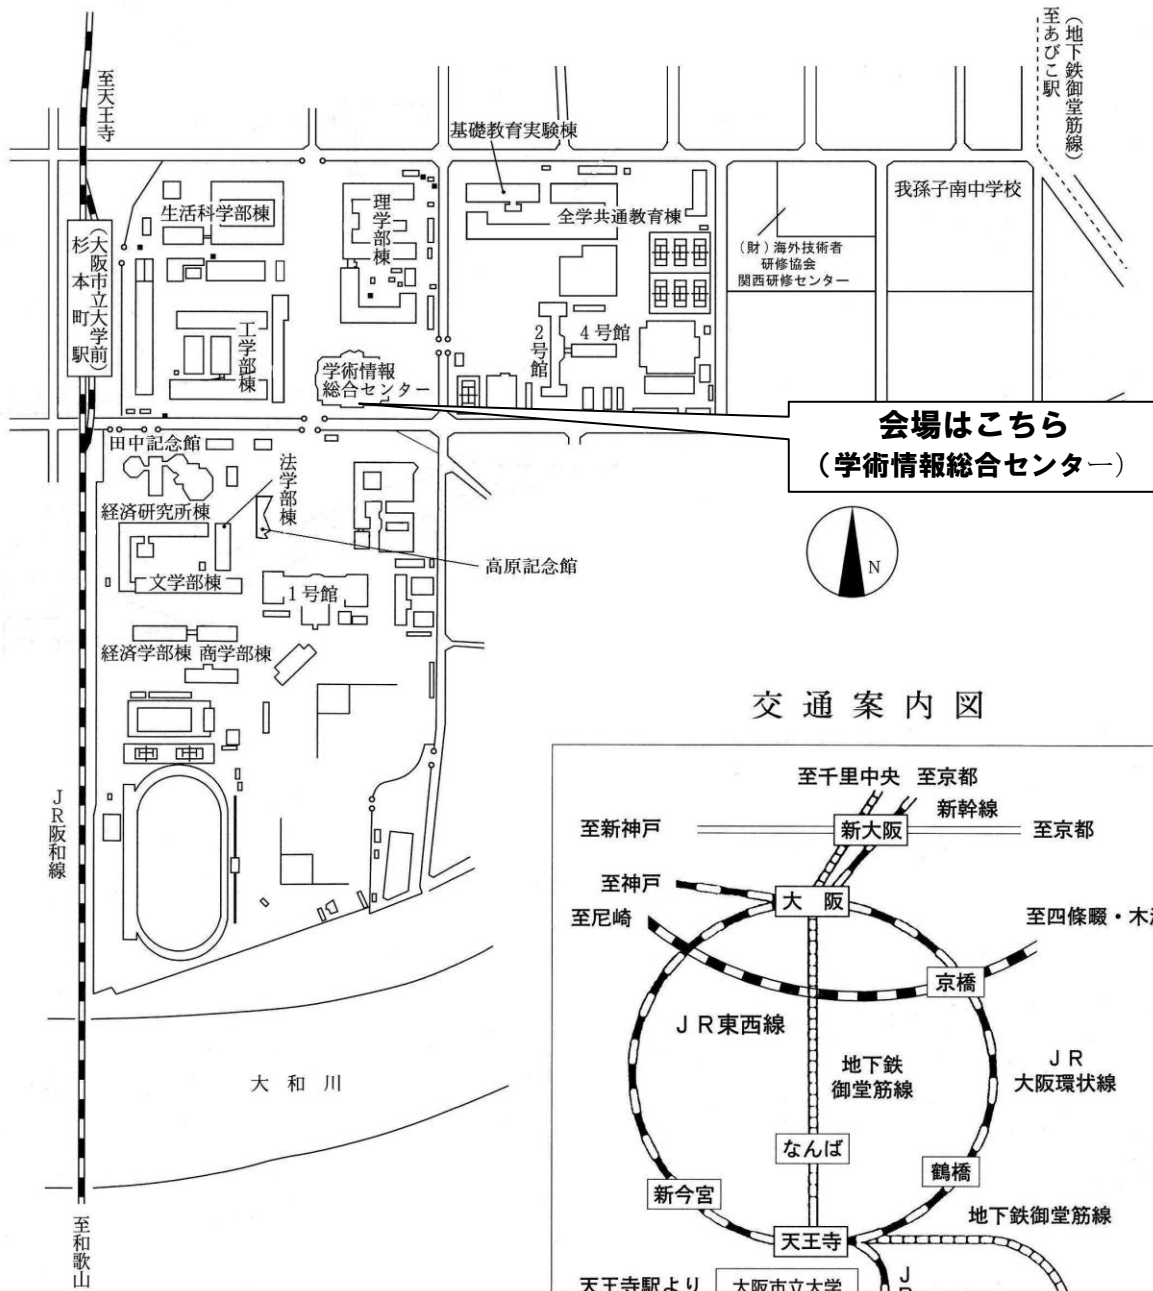 至天王寺
（地下鉄御堂筋線）
至あびこ駅
基礎教育実験棟
我孫子南中学校
生活科学部棟
理学部棟
全学共通教育棟
（大阪市立大学前）
杉本町駅
（財）海外技術者
研修協会
関西研修センター
工学部棟
2号館
4号館
学術情報
総合センター
会場はこちら
（学術情報総合センター）
田中記念館
法学部棟
経済研究所棟
高原記念館
N
文学部棟
1号館
経済学部棟
商学部棟
JR阪和線
大和川
至和歌山
交通案内図
至千里中央
至京都
新幹線
至新神戸
新大阪
至京都
至神戸
大阪
至尼崎
至四條畷・木
京橋
JR東西線
地下鉄
御堂筋線
JR
大阪環状線
なんば
鶴橋
新今宮
地下鉄御堂筋線
天王寺
天王寺駅より
大阪市立大学
J